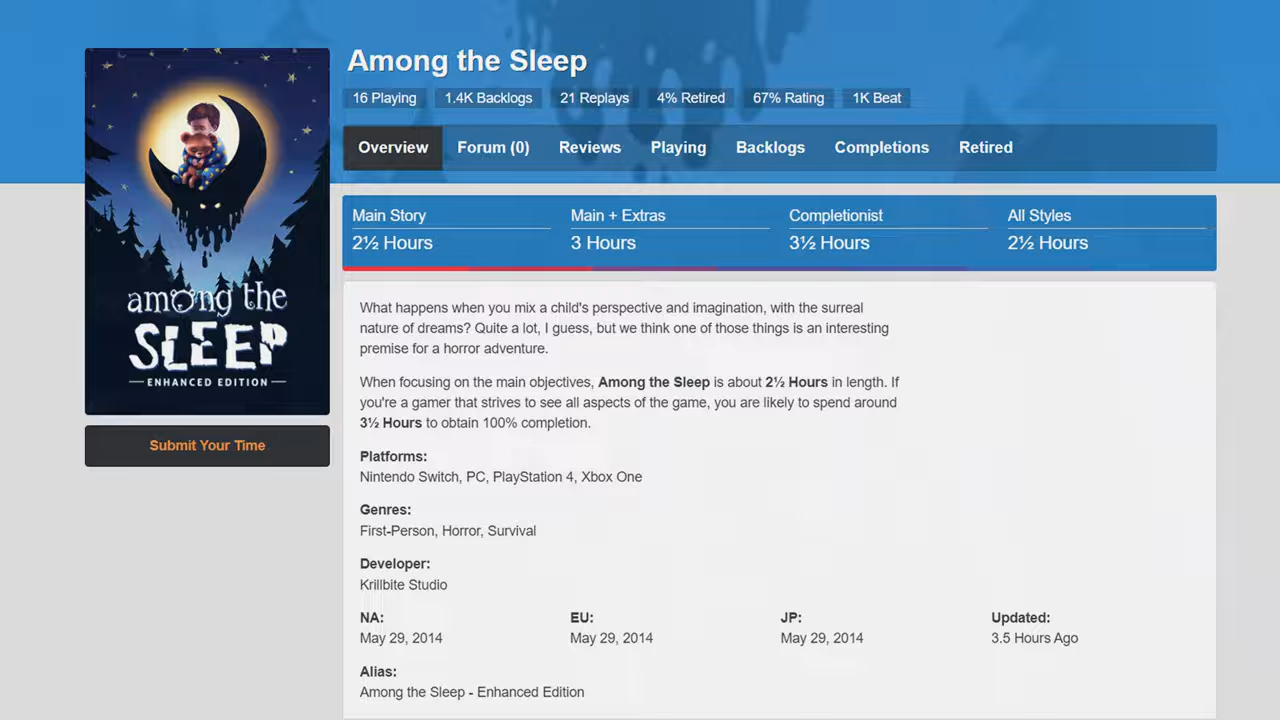 Among the Sleep
16 Playing 1.4K Backlogs 21 Replays 4% Retired 67% Rating 1K Beat
Overview Forum (0) Reviews Playing Backlogs Completions Retired
among the
SLEEP
ENHANCED EDITION
Submit Your Time
Main Story Main + Extras Completionist All Styles
2½ Hours 3 Hours 3½ Hours 2½ Hours
What happens when you mix a child's perspective and imagination, with the surreal
nature of dreams? Quite a lot, I guess, but we think one of those things is an interesting
premise for a horror adventure.
When focusing on the main objectives, Among the Sleep is about 2½ Hours in length. If
you're a gamer that strives to see all aspects of the game, you are likely to spend around
3½ Hours to obtain 100% completion.
Platforms:
Nintendo Switch, PC, PlayStation 4, Xbox One
Genres:
First-Person, Horror, Survival
Developer:
Krillbite Studio
NA: EU: JP: Updated:
May 29, 2014 May 29, 2014 May 29, 2014 3.5 Hours Ago
Alias:
Among the Sleep - Enhanced Edition